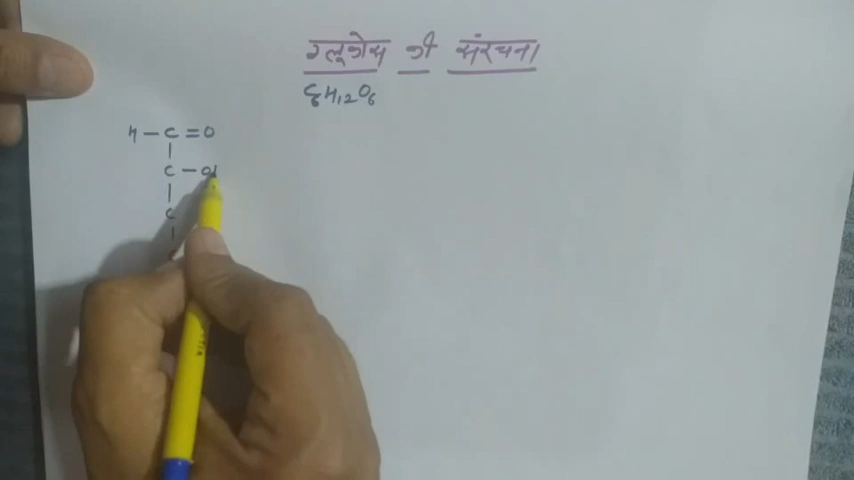 ग्लूकोस की संरचना
C₆H₁₂O₆
H – C = O
|
C – OH
|
C
|